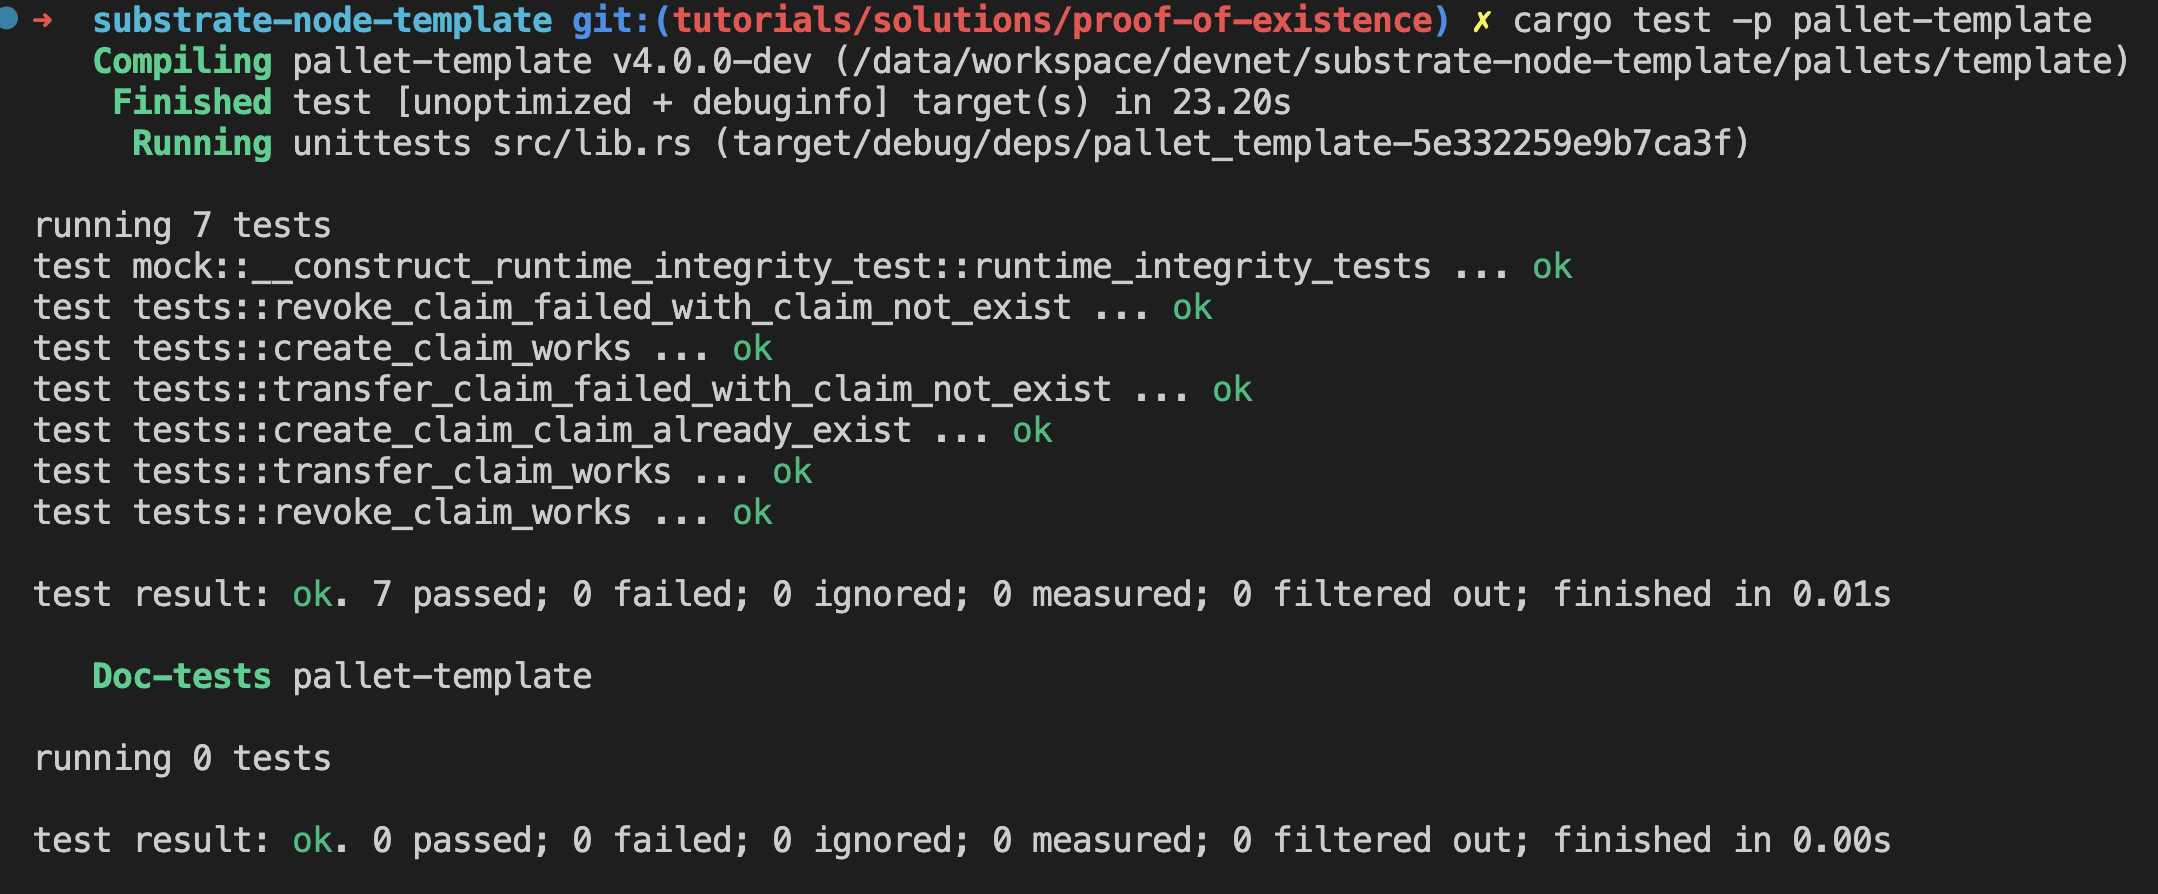 ➜ substrate-node-template git:(tutorials/solutions/proof-of-existence) ✗ cargo test -p pallet-template
Compiling pallet-template v4.0.0-dev (/data/workspace/devnet/substrate-node-template/pallets/template)
Finished test [unoptimized + debuginfo] target(s) in 23.20s
Running unittests src/lib.rs (target/debug/deps/pallet_template-5e332259e9b7ca3f)
running 7 tests
test mock::__construct_runtime_integrity_test::runtime_integrity_tests ... ok
test tests::revoke_claim_failed_with_claim_not_exist ... ok
test tests::create_claim_works ... ok
test tests::transfer_claim_failed_with_claim_not_exist ... ok
test tests::create_claim_claim_already_exist ... ok
test tests::transfer_claim_works ... ok
test tests::revoke_claim_works ... ok
test result: ok. 7 passed; 0 failed; 0 ignored; 0 measured; 0 filtered out; finished in 0.01s
Doc-tests pallet-template
running 0 tests
test result: ok. 0 passed; 0 failed; 0 ignored; 0 measured; 0 filtered out; finished in 0.00s